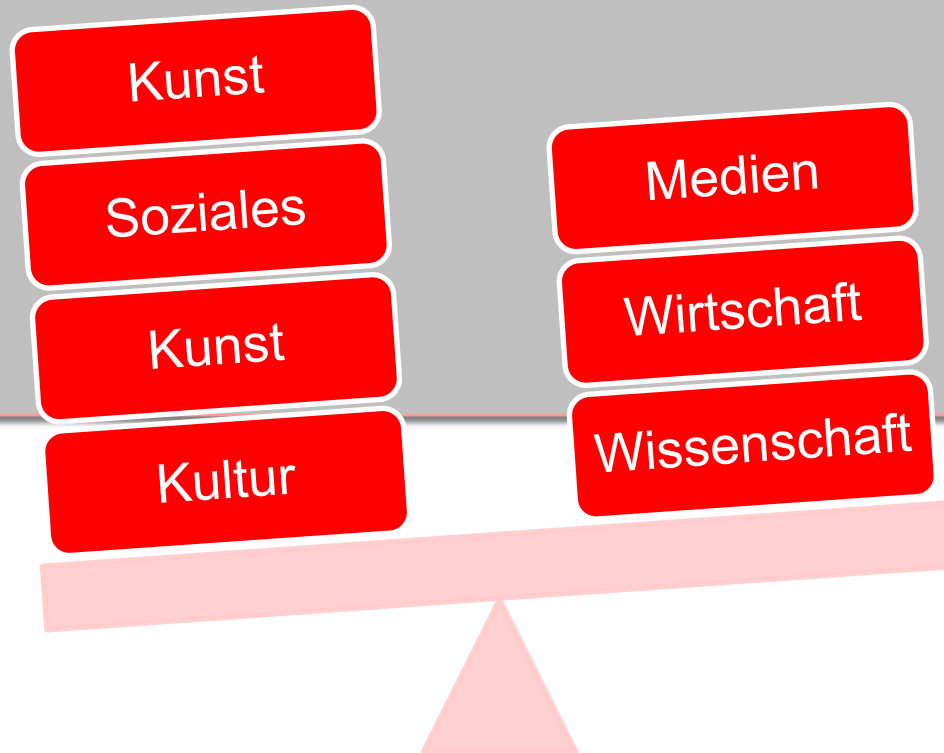 Kunst
Soziales
Kunst
Kultur
Medien
Wirtschaft
Wissenschaft